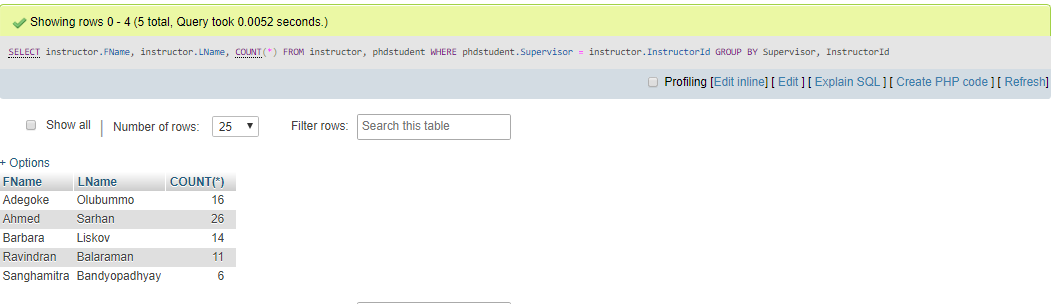 Showing rows 0 - 4 (5 total, Query took 0.0052 seconds.)
SELECT instructor.FName, instructor.LName, COUNT(*) FROM instructor, phdstudent WHERE phdstudent.Supervisor = instructor.InstructorId GROUP BY Supervisor, InstructorId
Profiling [Edit inline] [ Edit ] [ Explain SQL ] [ Create PHP code ] [ Refresh]
Show all | Number of rows: 25 Filter rows: Search this table
+ Options
FName LName COUNT(*)
Adegoke Olubummo 16
Ahmed Sarhan 26
Barbara Liskov 14
Ravindran Balaraman 11
Sanghamitra Bandyopadhyay 6